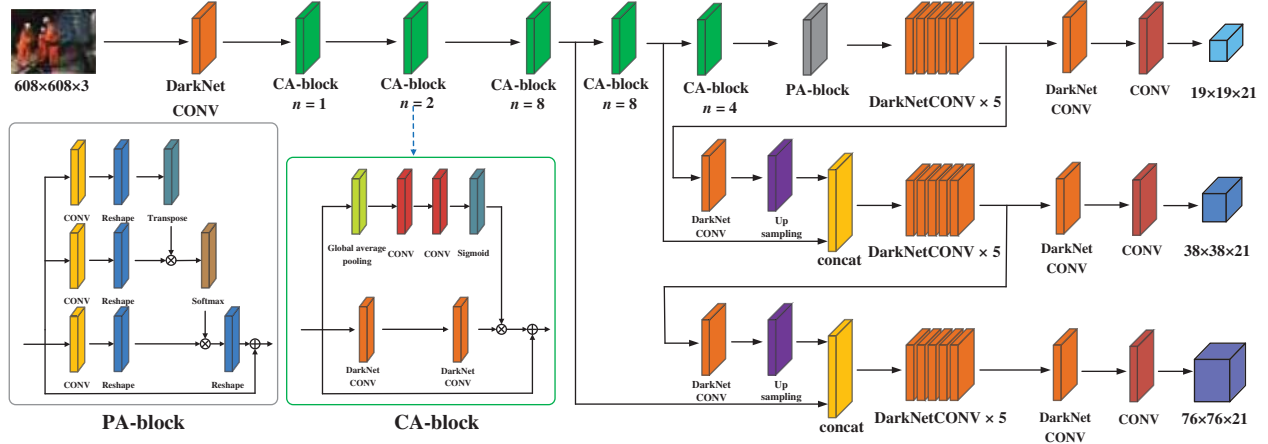 608×608×3
DarkNet
CONV
CA-block
n = 1
CA-block
n = 2
CA-block
n = 8
CA-block
n = 8
CA-block
n = 4
PA-block
DarkNetCONV × 5
DarkNet
CONV
CONV
19×19×21
CONV
Reshape
Transpose
CONV
Reshape
Softmax
CONV
Reshape
Reshape
PA-block
Global average
pooling
CONV
CONV
Sigmoid
DarkNet
CONV
DarkNet
CONV
CA-block
DarkNet
CONV
Up
sampling
concat
DarkNetCONV × 5
DarkNet
CONV
CONV
38×38×21
DarkNet
CONV
Up
sampling
concat
DarkNetCONV × 5
DarkNet
CONV
CONV
76×76×21